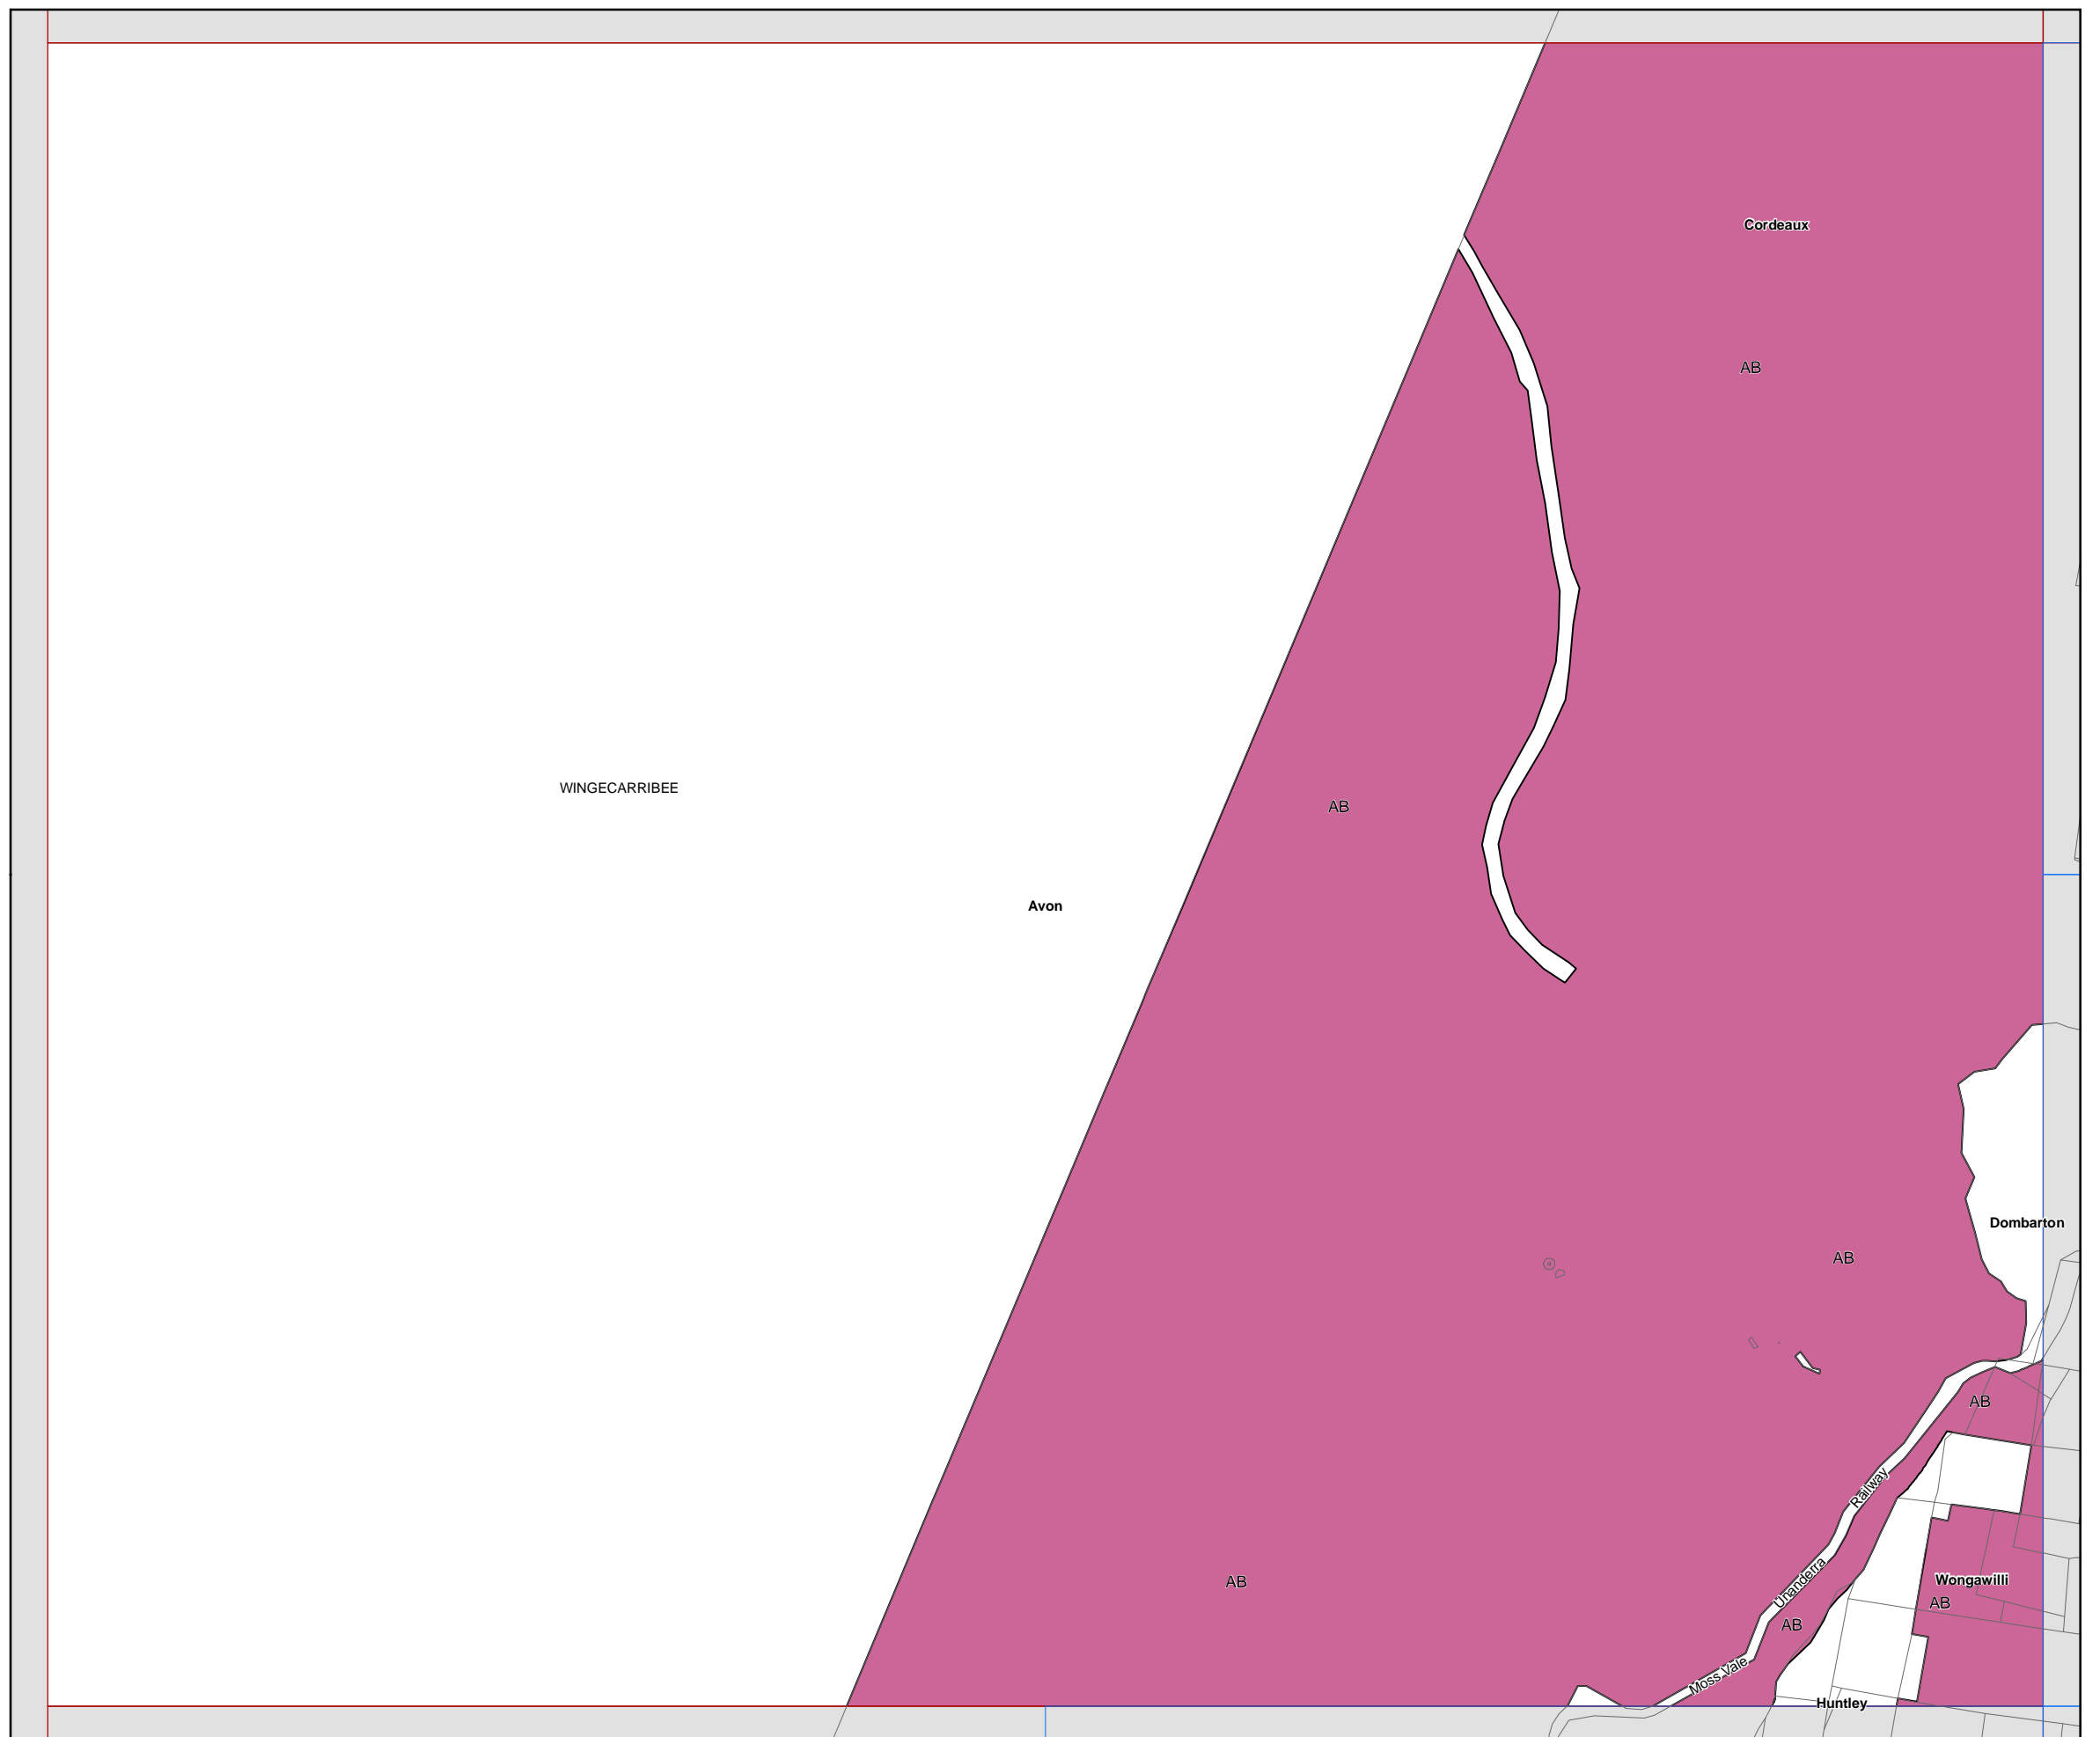 Cordeaux
AB
WINGECARRIBEE
AB
Avon
Dombarton
AB
AB
Railway
Unanderra
Wongawilli
AB
AB
AB
Moss Vale
Huntley